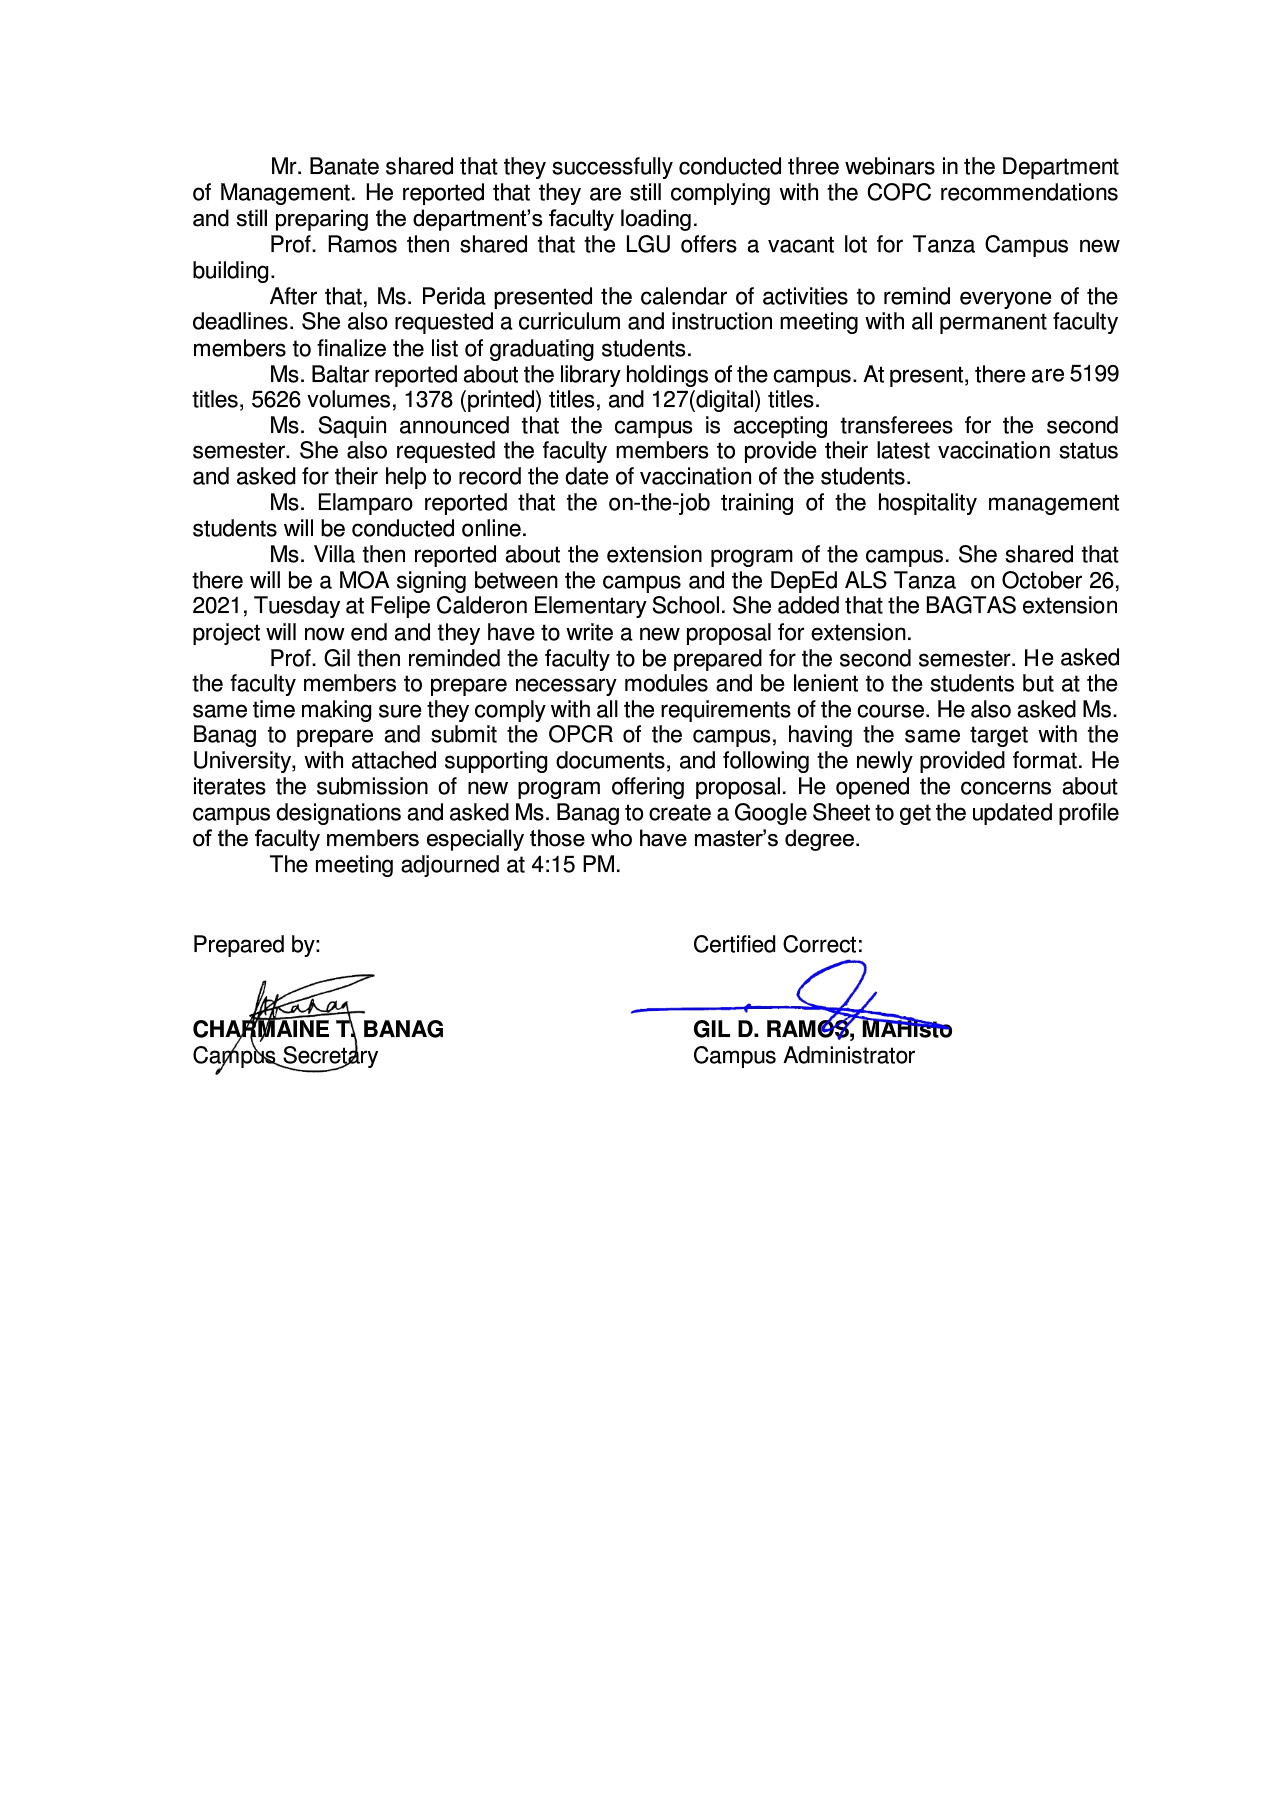 Mr. Banate shared that they successfully conducted three webinars in the Department
of Management. He reported that they are still complying with the COPC recommendations
and still preparing the department's faculty loading.
Prof. Ramos then shared that the LGU offers a vacant lot for Tanza Campus new
building.
After that, Ms. Perida presented the calendar of activities to remind everyone of the
deadlines. She also requested a curriculum and instruction meeting with all permanent faculty
members to finalize the list of graduating students.
Ms. Baltar reported about the library holdings of the campus. At present, there are 5199
titles, 5626 volumes, 1378 (printed) titles, and 127(digital) titles.
Ms. Saquin announced that the campus is accepting transferees for the second
semester. She also requested the faculty members to provide their latest vaccination status
and asked for their help to record the date of vaccination of the students.
Ms. Elamparo reported that the on-the-job training of the hospitality management
students will be conducted online.
Ms. Villa then reported about the extension program of the campus. She shared that
there will be a MOA signing between the campus and the DepEd ALS Tanza on October 26,
2021, Tuesday at Felipe Calderon Elementary School. She added that the BAGTAS extension
project will now end and they have to write a new proposal for extension.
Prof. Gil then reminded the faculty to be prepared for the second semester. He asked
the faculty members to prepare necessary modules and be lenient to the students but at the
same time making sure they comply with all the requirements of the course. He also asked Ms.
Banag to prepare and submit the OPCR of the campus, having the same target with the
University, with attached supporting documents, and following the newly provided format. He
iterates the submission of new program offering proposal. He opened the concerns about
campus designations and asked Ms. Banag to create a Google Sheet to get the updated profile
of the faculty members especially those who have master's degree.
The meeting adjourned at 4:15 PM.
Prepared by: Certified Correct:
CHARMAINE T. BANAG GIL D. RAMOS, MAHisto
Campus Secretary Campus Administrator